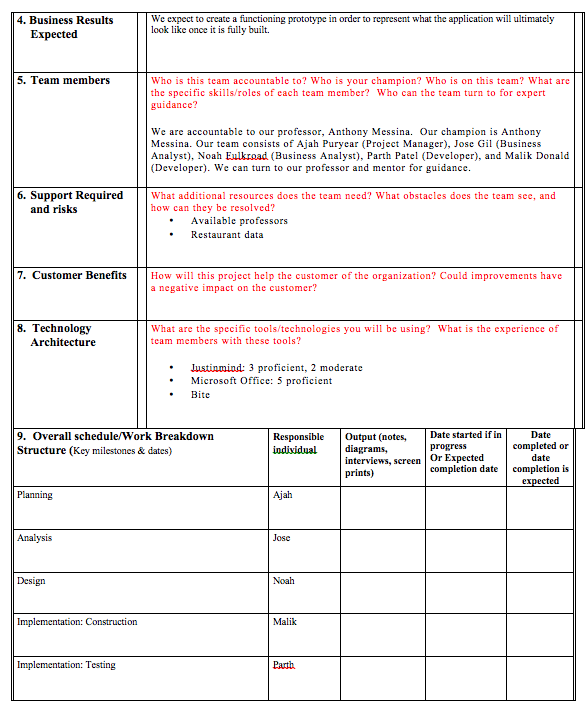 4. Business Results
Expected
We expect to create a functioning prototype in order to represent what the application will ultimately
look like once it is fully built.
5. Team members
Who is this team accountable to? Who is your champion? Who is on this team? What are
the specific skills/roles of each team member?  Who can the team turn to for expert
guidance?
We are accountable to our professor, Anthony Messina.  Our champion is Anthony
Messina. Our team consists of Ajah Puryear (Project Manager), Jose Gil (Business
Analyst), Noah Fulkroad (Business Analyst), Parth Patel (Developer), and Malik Donald
(Developer). We can turn to our professor and mentor for guidance.
6. Support Required
and risks
What additional resources does the team need? What obstacles does the team see, and
how can they be resolved?
• Available professors
• Restaurant data
7.  Customer Benefits
How will this project help the customer of the organization? Could improvements have
a negative impact on the customer?
8.  Technology
Architecture
What are the specific tools/technologies you will be using?  What is the experience of
team members with these tools?
• Justinmind: 3 proficient, 2 moderate
• Microsoft Office: 5 proficient
• Bite
9.  Overall schedule/Work Breakdown
Structure (Key milestones & dates)
Responsible
individual
Output (notes,
diagrams,
interviews, screen
prints)
Date started if in
progress
Or Expected
completion date
Date
completed or
date
completion is
expected
Planning
Ajah
Analysis
Jose
Design
Noah
Implementation: Construction
Malik
Implementation: Testing
Parth